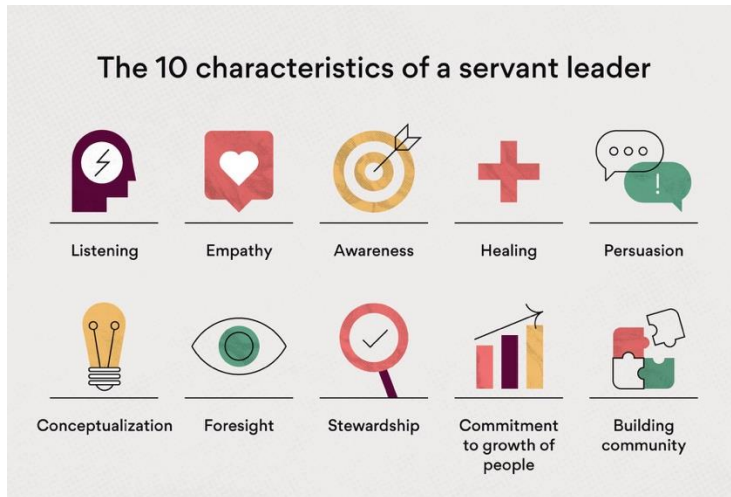 The 10 characteristics of a servant leader
Listening
Empathy
Awareness
Healing
Persuasion
!
Conceptualization
Foresight
Stewardship
Commitment
to growth of
people
Building
community